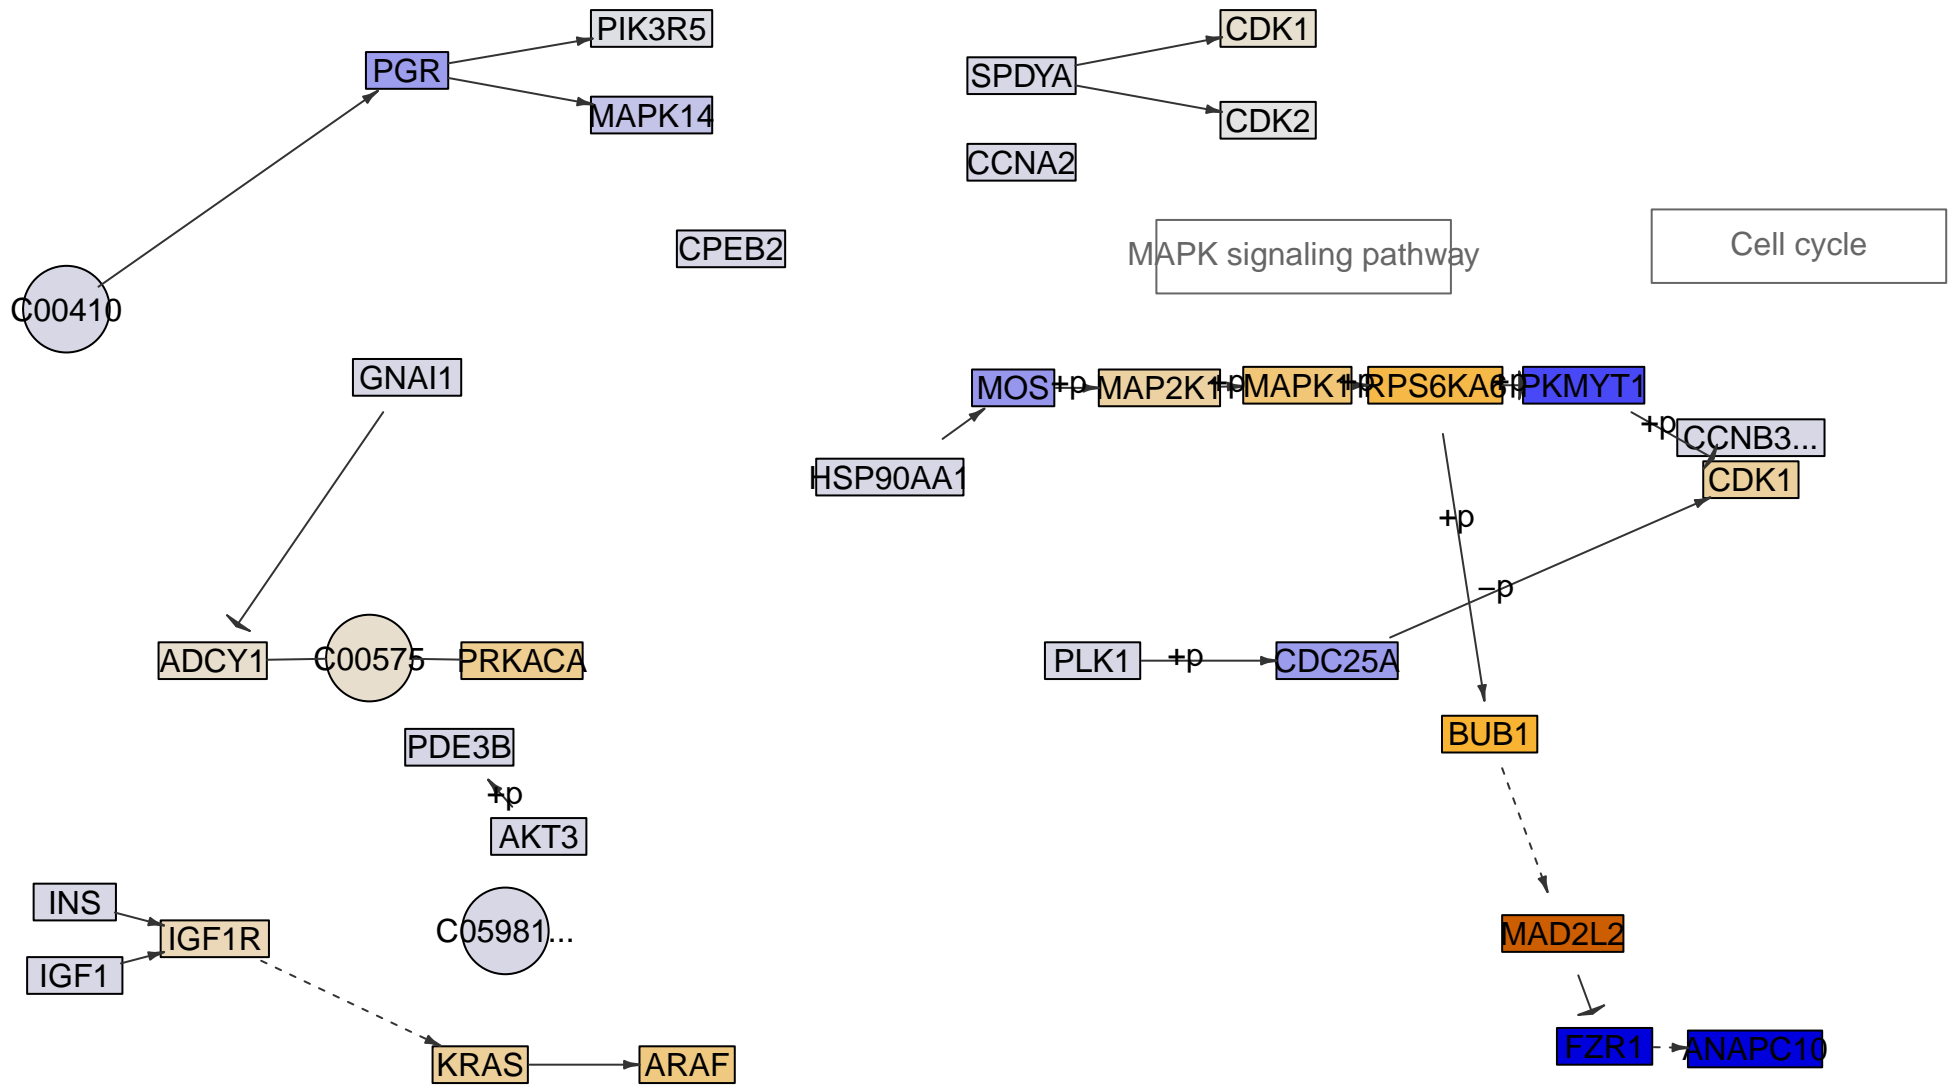 PIK3R5
CDK1
PGR
SPDYA
MAPK14
CDK2
CCNA2
CPEB2
MAPK signaling pathway
Cell cycle
C00410
GNAI1
MOS
+p
MAP2K1
+p
MAPK1
+p
RPS6KA6
+p
PKMYT1
+p
CCNB3...
HSP90AA1
CDK1
+p
−p
ADCY1
C00575
PRKACA
PLK1
+p
CDC25A
BUB1
PDE3B
+p
AKT3
INS
IGF1R
C05981...
MAD2L2
IGF1
KRAS
ARAF
FZR1
ANAPC10